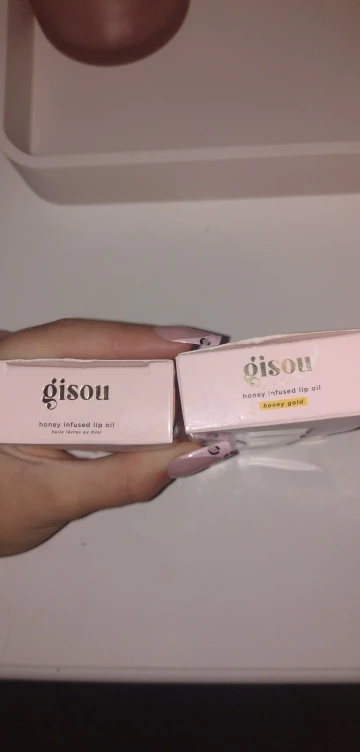 gisou
honey infused lip oil
huile lèvres au miel
gisou
honey infused lip oil
honey gold